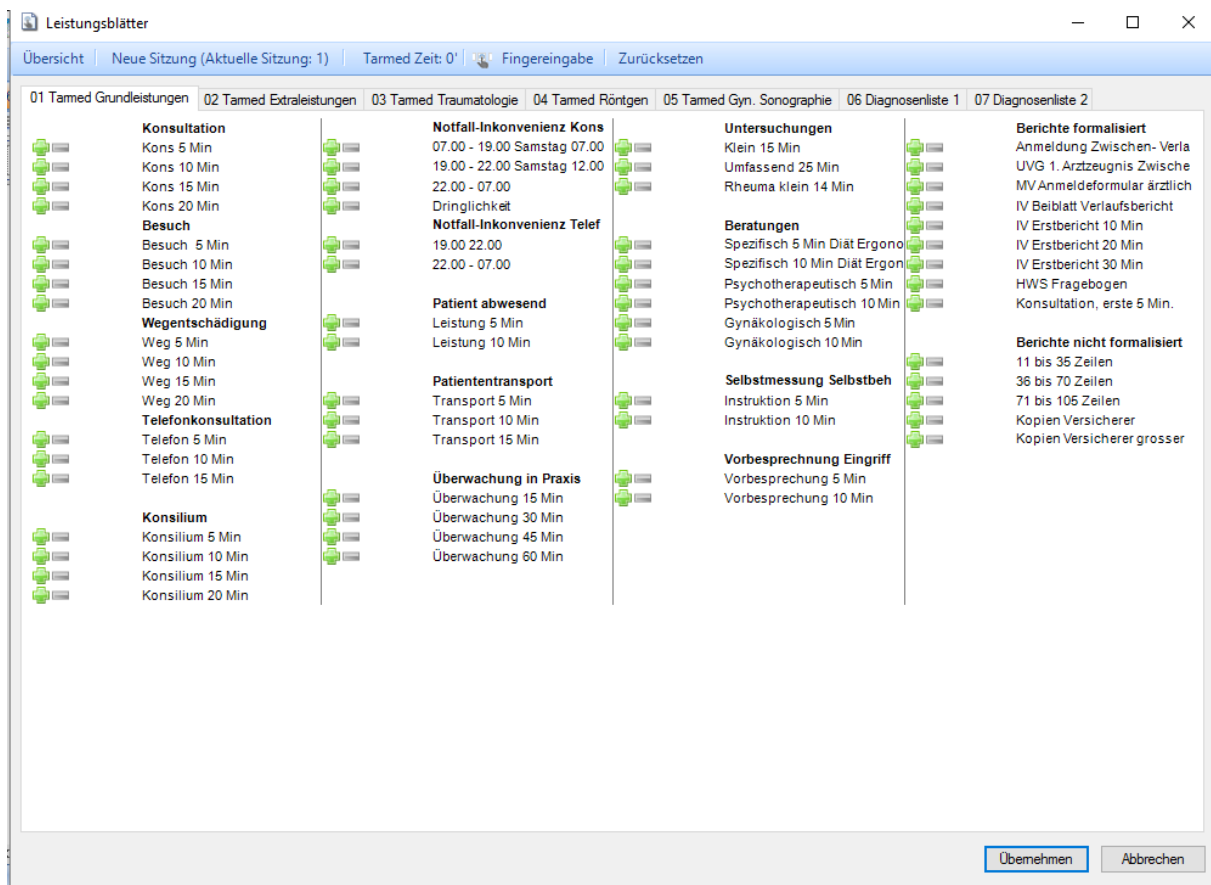 Leistungsblätter
Übersicht Neue Sitzung (Aktuelle Sitzung: 1) Tarmed Zeit: 0' Fingereingabe Zurücksetzen
01 Tarmed Grundleistungen 02 Tarmed Extraleistungen 03 Tarmed Traumatologie 04 Tarmed Röntgen 05 Tarmed Gyn. Sonographie 06 Diagnosenliste 1 07 Diagnosenliste 2
Konsultation
Kons 5 Min
Kons 10 Min
Kons 15 Min
Kons 20 Min
Besuch
Besuch 5 Min
Besuch 10 Min
Besuch 15 Min
Besuch 20 Min
Wegentschädigung
Weg 5 Min
Weg 10 Min
Weg 15 Min
Weg 20 Min
Telefonkonsultation
Telefon 5 Min
Telefon 10 Min
Telefon 15 Min
Konsilium
Konsilium 5 Min
Konsilium 10 Min
Konsilium 15 Min
Konsilium 20 Min
Notfall-Inkonvenienz Kons
07.00 - 19.00 Samstag 07.00
19.00 - 22.00 Samstag 12.00
22.00 - 07.00
Dringlichkeit
Notfall-Inkonvenienz Telef
19.00 22.00
22.00 - 07.00
Patient abwesend
Leistung 5 Min
Leistung 10 Min
Patiententransport
Transport 5 Min
Transport 10 Min
Transport 15 Min
Überwachung in Praxis
Überwachung 15 Min
Überwachung 30 Min
Überwachung 45 Min
Überwachung 60 Min
Untersuchungen
Klein 15 Min
Umfassend 25 Min
Rheuma klein 14 Min
Beratungen
Spezifisch 5 Min Diät Ergono
Spezifisch 10 Min Diät Ergon
Psychotherapeutisch 5 Min
Psychotherapeutisch 10 Min
Gynäkologisch 5 Min
Gynäkologisch 10 Min
Selbstmessung Selbstbeh
Instruktion 5 Min
Instruktion 10 Min
Vorbesprechnung Eingriff
Vorbesprechung 5 Min
Vorbesprechung 10 Min
Berichte formalisiert
Anmeldung Zwischen- Verla
UVG 1. Arztzeugnis Zwische
MV Anmeldeformular ärztlich
IV Beiblatt Verlaufsbericht
IV Erstbericht 10 Min
IV Erstbericht 20 Min
IV Erstbericht 30 Min
HWS Fragebogen
Konsultation, erste 5 Min.
Berichte nicht formalisiert
11 bis 35 Zeilen
36 bis 70 Zeilen
71 bis 105 Zeilen
Kopien Versicherer
Kopien Versicherer grosser
Übernehmen Abbrechen